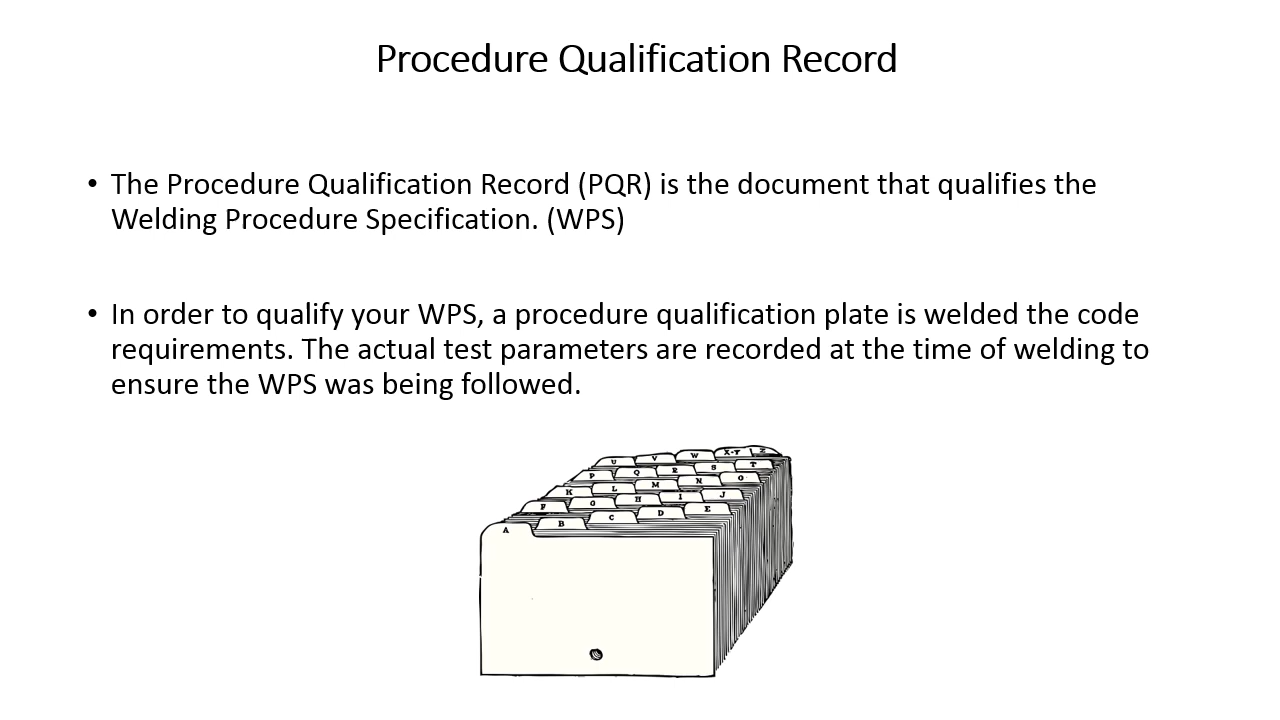 Procedure Qualification Record
• The Procedure Qualification Record (PQR) is the document that qualifies the
Welding Procedure Specification. (WPS)
• In order to qualify your WPS, a procedure qualification plate is welded the code
requirements. The actual test parameters are recorded at the time of welding to
ensure the WPS was being followed.
U V W X-Y Z
P Q R S T
K L M N O
F G H I J
A B C D E